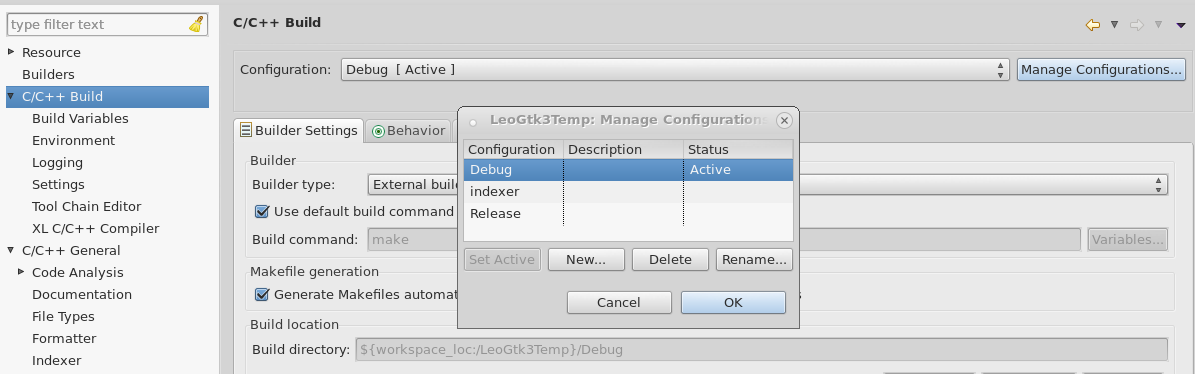 type filter text
Resource
Builders
C/C++ Build
Build Variables
Environment
Logging
Settings
Tool Chain Editor
XL C/C++ Compiler
C/C++ General
Code Analysis
Documentation
File Types
Formatter
Indexer
C/C++ Build
Configuration: Debug [ Active ] Manage Configurations...
Builder Settings Behavior
Builder
Builder type: External buil
Use default build command
Build command: make Variables...
Makefile generation
Generate Makefiles automat
Build location
Build directory: ${workspace_loc:/LeoGtk3Temp}/Debug
LeoGtk3Temp: Manage Configuration
Configuration Description Status
Debug Active
indexer
Release
Set Active New... Delete Rename...
Cancel OK